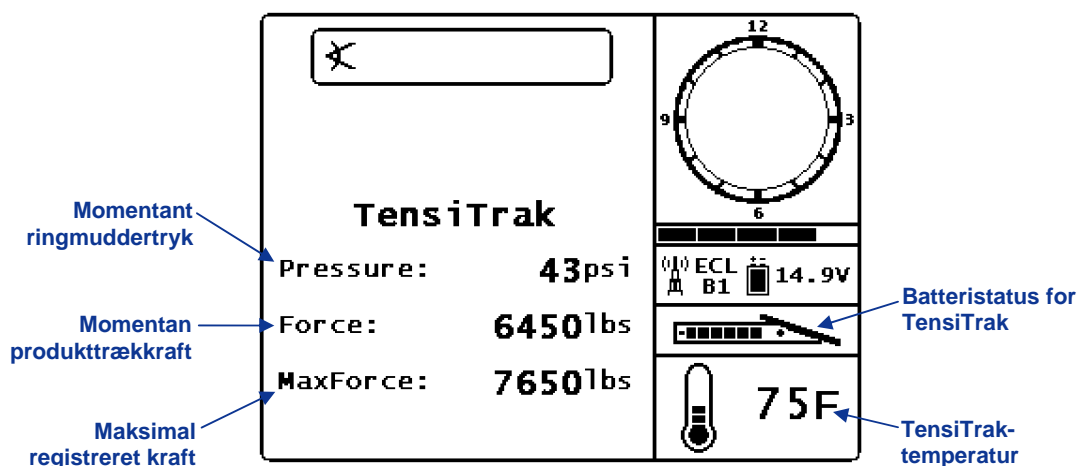 12
9
3
6
TensiTrak
Momentant
ringmuddertryk
Pressure: 43psi
Momentan
produkttrækkraft
Force: 6450lbs
Maksimal
registreret kraft
MaxForce: 7650lbs
ECL
B1
14.9V
Batteristatus for
TensiTrak
75F
TensiTrak-
temperatur